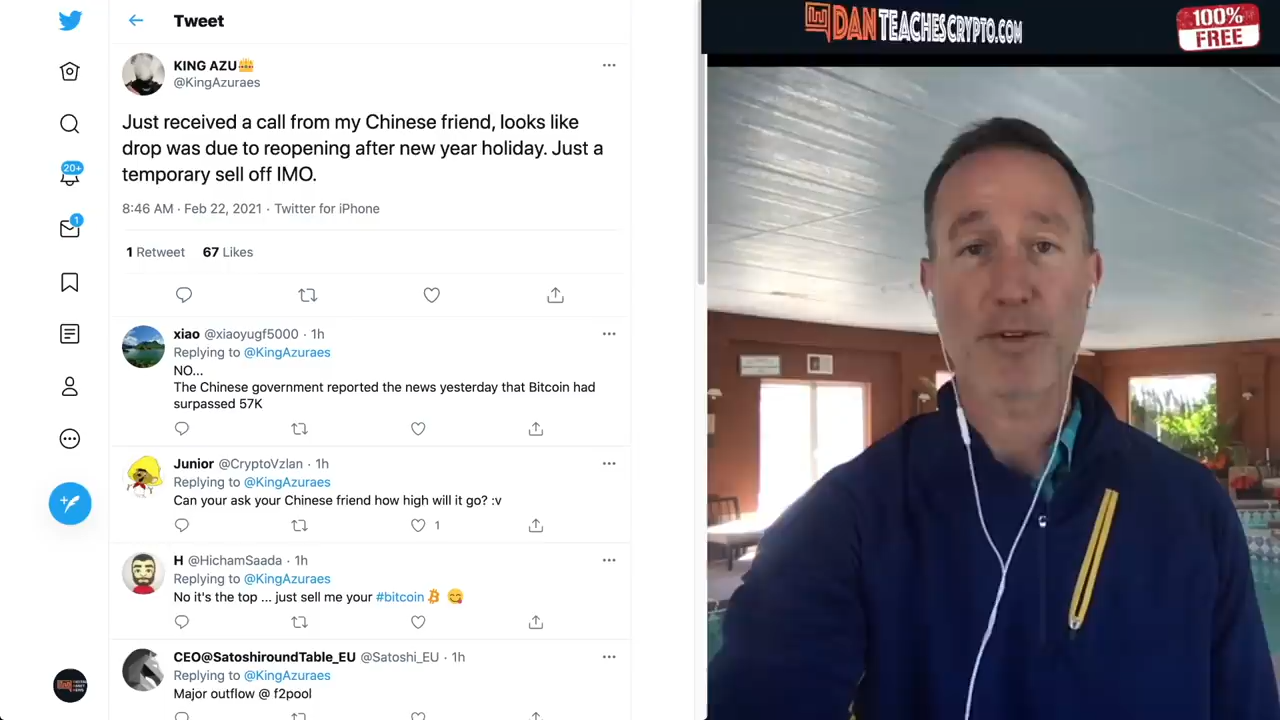 Tweet
KING AZU
@KingAzuraes
Just received a call from my Chinese friend, looks like
drop was due to reopening after new year holiday. Just a
temporary sell off IMO.
8:46 AM · Feb 22, 2021 · Twitter for iPhone
1 Retweet 67 Likes
xiao @xiaoyugf5000 · 1h
Replying to @KingAzuraes
NO...
The Chinese government reported the news yesterday that Bitcoin had
surpassed 57K
Junior @CryptoVzlan · 1h
Replying to @KingAzuraes
Can your ask your Chinese friend how high will it go? :v
1
H @HichamSaada · 1h
Replying to @KingAzuraes
No it's the top ... just sell me your #bitcoin
CEO@SatoshiroundTable_EU @Satoshi_EU · 1h
Replying to @KingAzuraes
Major outflow @ f2pool
20+
1
DANTEACHESCRYPTO.COM
100%
FREE